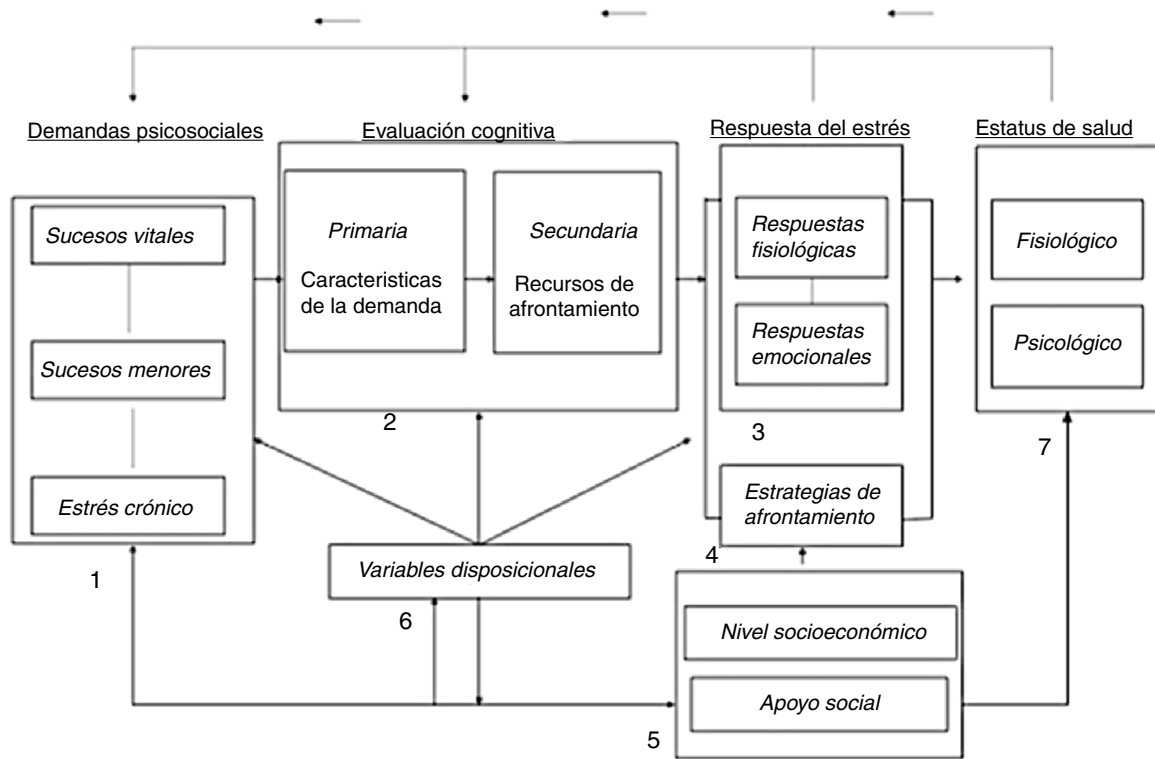 Demandas psicosociales
Evaluación cognitiva
Respuesta del estrés
Estatus de salud
Sucesos vitales
Sucesos menores
Estrés crónico
1
Primaria
Caracteristicas
de la demanda
Secundaria
Recursos de
afrontamiento
2
Respuestas
fisiológicas
Respuestas
emocionales
3
Estrategias de
afrontamiento
4
Fisiológico
Psicológico
7
Variables disposicionales
6
Nivel socioeconómico
Apoyo social
5